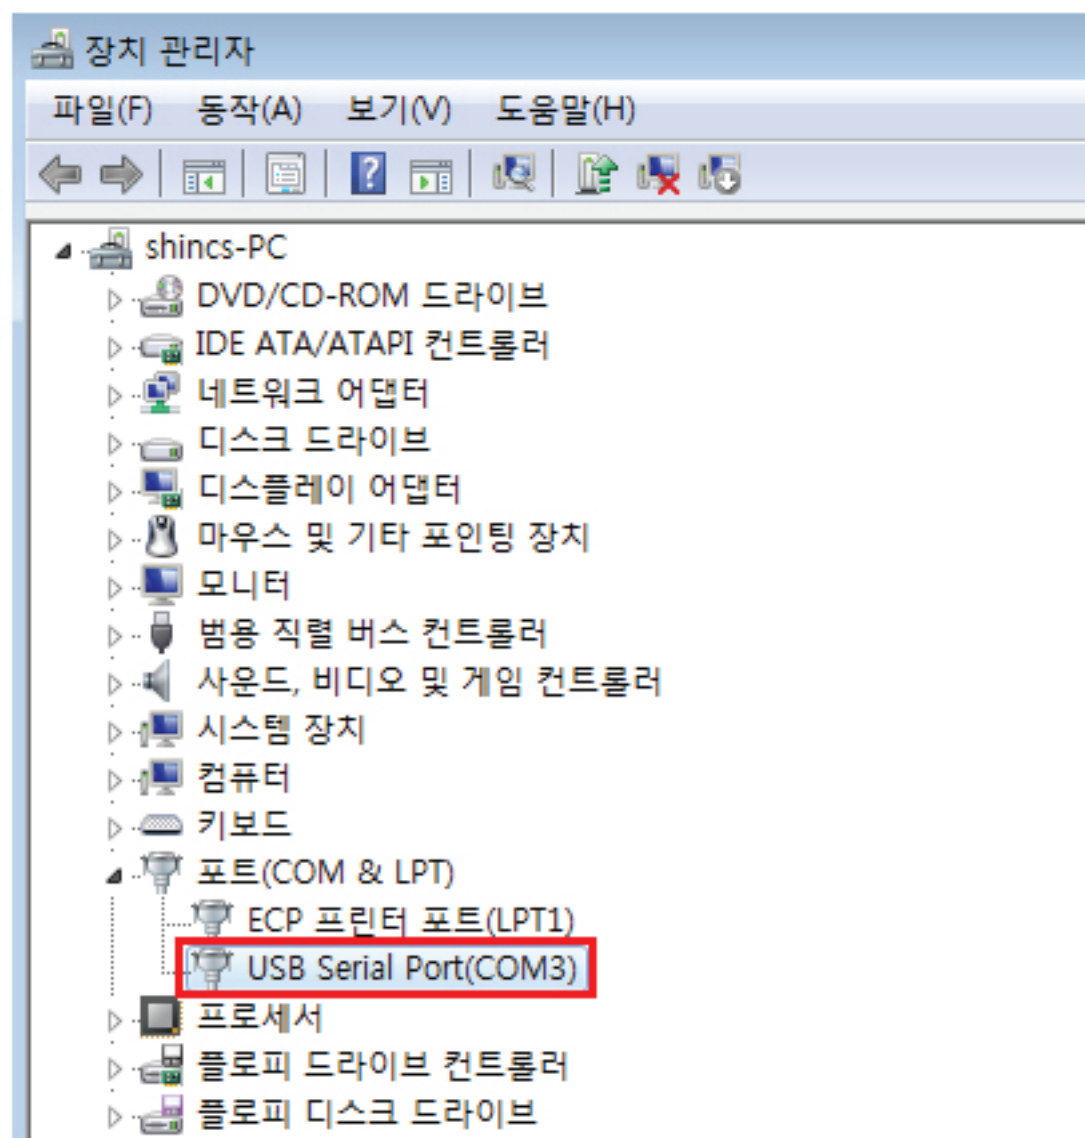 장치 관리자
파일(F) 동작(A) 보기(V) 도움말(H)
?
shincs-PC
DVD/CD-ROM 드라이브
IDE ATA/ATAPI 컨트롤러
네트워크 어댑터
디스크 드라이브
디스플레이 어댑터
마우스 및 기타 포인팅 장치
모니터
범용 직렬 버스 컨트롤러
사운드, 비디오 및 게임 컨트롤러
시스템 장치
컴퓨터
키보드
포트(COM & LPT)
ECP 프린터 포트(LPT1)
USB Serial Port(COM3)
프로세서
플로피 드라이브 컨트롤러
플로피 디스크 드라이브